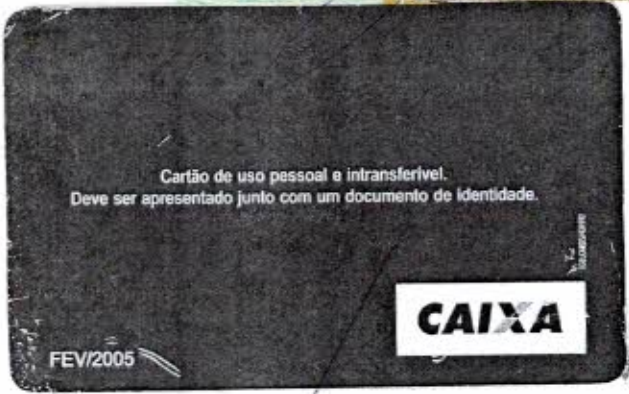 Cartão de uso pessoal e intransferível.
Deve ser apresentado junto com um documento de identidade.
CAIXA
FEV/2005